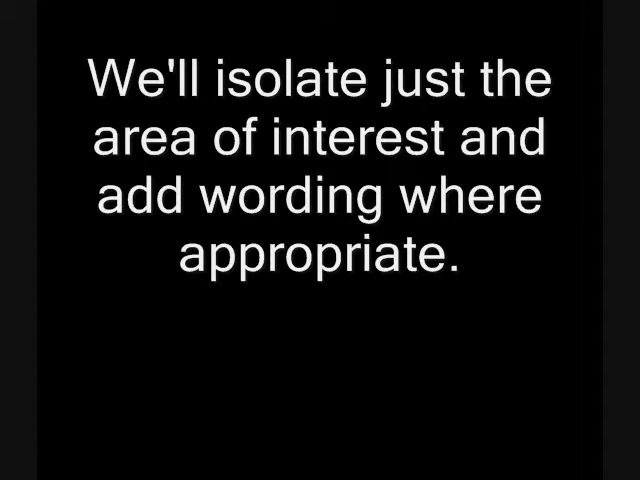 We'll isolate just the
area of interest and
add wording where
appropriate.